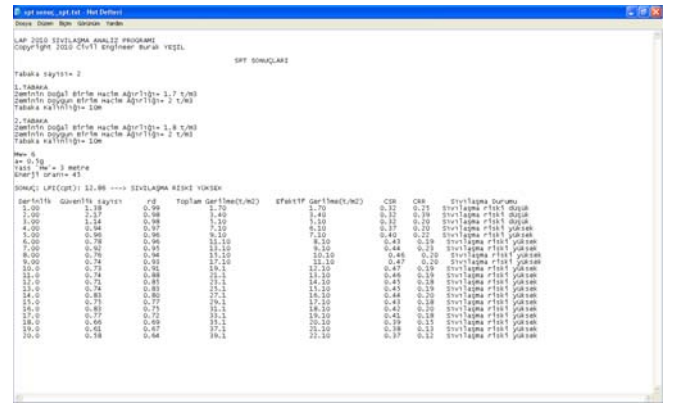 spt sonuç_spt.txt - Not Defteri
Dosya Düzen Biçim Görünüm Yardım
LAP 2010 SIVILAŞMA ANALİZ PROGRAMI
Copyright 2010 Civil Engineer Burak YEŞİL
SPT SONUÇLARI
Tabaka sayısı= 2
1.TABAKA
Zeminin Doğal Birim Hacim Ağırlığı= 1.7 t/m3
Zeminin Doygun Birim Hacim Ağırlığı= 2 t/m3
Tabaka Kalınlığı= 10m
2.TABAKA
Zeminin Doğal Birim Hacim Ağırlığı= 1.8 t/m3
Zeminin Doygun Birim Hacim Ağırlığı= 2 t/m3
Tabaka Kalınlığı= 10m
Mw= 6
a= 0.5g
Yass 'Hw'= 3 metre
Enerji oranı= 45
SONUÇ: LPI(cpt): 12.86 ---> SIVILAŞMA RİSKİ YÜKSEK
Derinlik Güvenlik sayısı rd Toplam Gerilme(t/m2) Efektif Gerilme(t/m2) CSR CRR Sıvılaşma Durumu
1.00 1.38 0.99 1.70 1.70 0.32 0.25 Sıvılaşma riski düşük
2.00 2.17 0.98 3.40 3.40 0.32 0.39 Sıvılaşma riski düşük
3.00 1.14 0.98 5.10 5.10 0.32 0.20 Sıvılaşma riski düşük
4.00 0.94 0.97 7.10 6.10 0.37 0.20 Sıvılaşma riski yüksek
5.00 0.96 0.96 9.10 7.10 0.40 0.22 Sıvılaşma riski yüksek
6.00 0.78 0.96 11.10 8.10 0.43 0.19 Sıvılaşma riski yüksek
7.00 0.92 0.95 13.10 9.10 0.44 0.23 Sıvılaşma riski yüksek
8.00 0.76 0.94 15.10 10.10 0.46 0.20 Sıvılaşma riski yüksek
9.00 0.74 0.93 17.10 11.10 0.47 0.20 Sıvılaşma riski yüksek
10.0 0.73 0.91 19.1 12.10 0.47 0.19 Sıvılaşma riski yüksek
11.0 0.74 0.88 21.1 13.10 0.46 0.19 Sıvılaşma riski yüksek
12.0 0.71 0.85 23.1 14.10 0.45 0.18 Sıvılaşma riski yüksek
13.0 0.74 0.83 25.1 15.10 0.45 0.19 Sıvılaşma riski yüksek
14.0 0.83 0.80 27.1 16.10 0.44 0.20 Sıvılaşma riski yüksek
15.0 0.75 0.77 29.1 17.10 0.43 0.18 Sıvılaşma riski yüksek
16.0 0.83 0.75 31.1 18.10 0.42 0.20 Sıvılaşma riski yüksek
17.0 0.77 0.72 33.1 19.10 0.41 0.18 Sıvılaşma riski yüksek
18.0 0.66 0.69 35.1 20.10 0.39 0.15 Sıvılaşma riski yüksek
19.0 0.61 0.67 37.1 21.10 0.38 0.13 Sıvılaşma riski yüksek
20.0 0.58 0.64 39.1 22.10 0.37 0.12 Sıvılaşma riski yüksek